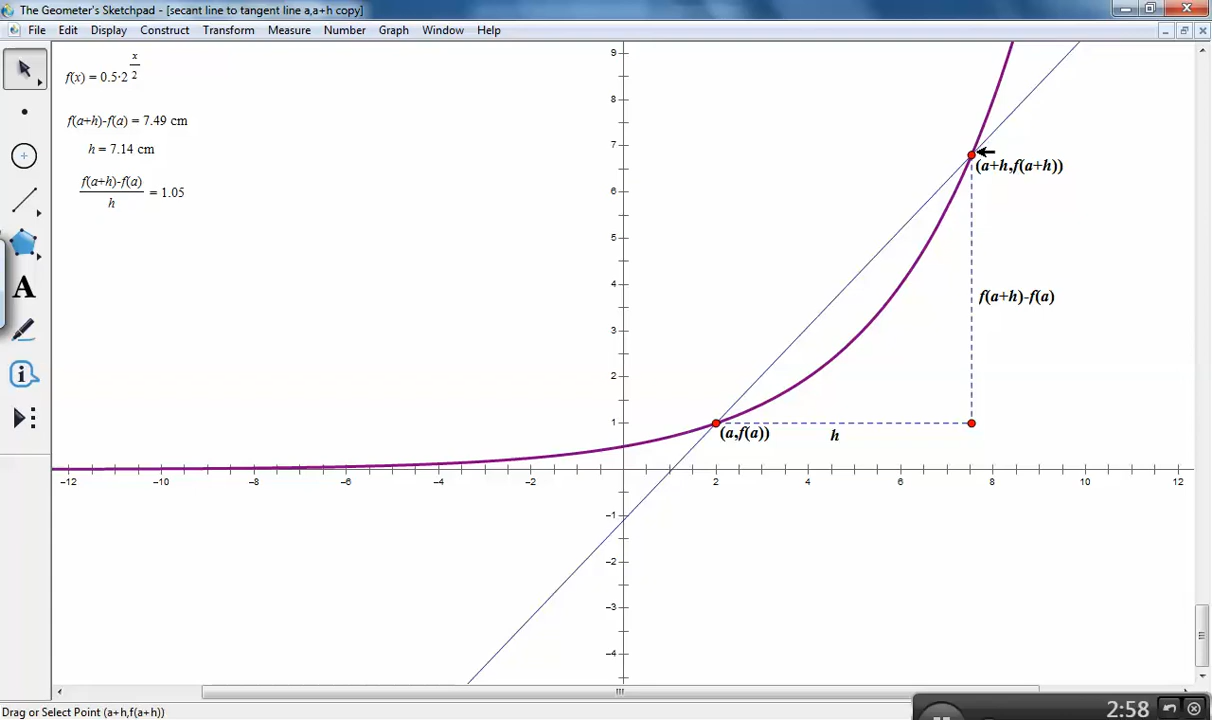 The Geometer's Sketchpad - [secant line to tangent line a,a+h copy]
File Edit Display Construct Transform Measure Number Graph Window Help
f(x) = 0.5·2^(x/2)
f(a+h)-f(a) = 7.49 cm
h = 7.14 cm
f(a+h)-f(a)
h
= 1.05
A
9
8
7
6
5
4
3
2
1
-1
-2
-3
-4
-12 -10 -8 -6 -4 -2 2 4 6 8 10 12
(a+h,f(a+h))
f(a+h)-f(a)
(a,f(a))
h
Drag or Select Point (a+h,f(a+h))
2:58